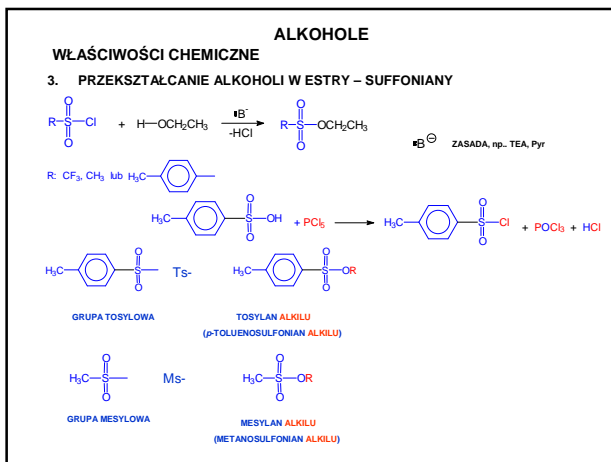 ALKOHOLE
WŁAŚCIWOŚCI CHEMICZNE
3. PRZEKSZTAŁCANIE ALKOHOLI W ESTRY – SUFFONIANY
O
R-S-Cl + H-OCH₂CH₃ :B⁻ -HCl R-S-OCH₂CH₃
O
:B⊖ ZASADA, np.. TEA, Pyr
R: CF₃, CH₃ lub H₃C
H₃C S OH + PCl₅ H₃C S Cl + POCl₃ + HCl
O O
H₃C S Ts- H₃C S OR
O O
GRUPA TOSYLOWA TOSYLAN ALKILU
(p-TOLUENOSULFONIAN ALKILU)
O O
H₃C-S Ms- H₃C-S-OR
O O
GRUPA MESYLOWA MESYLAN ALKILU
(METANOSULFONIAN ALKILU)